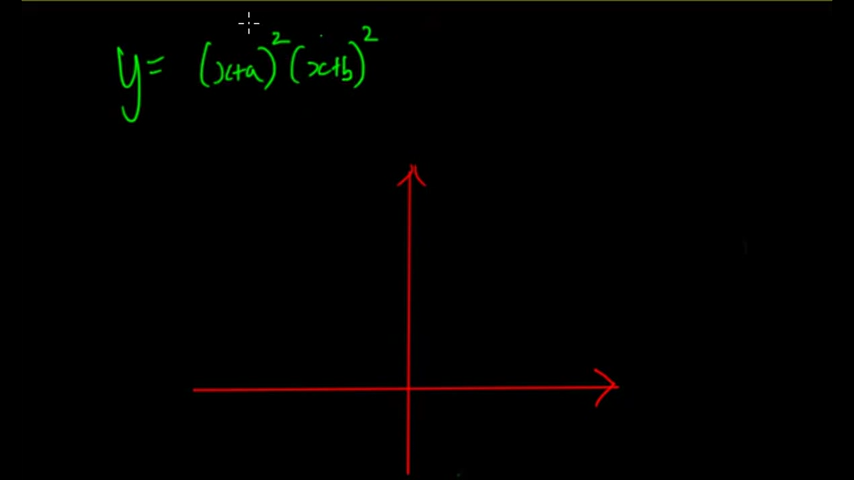 y = (x+a)² (x+b)²